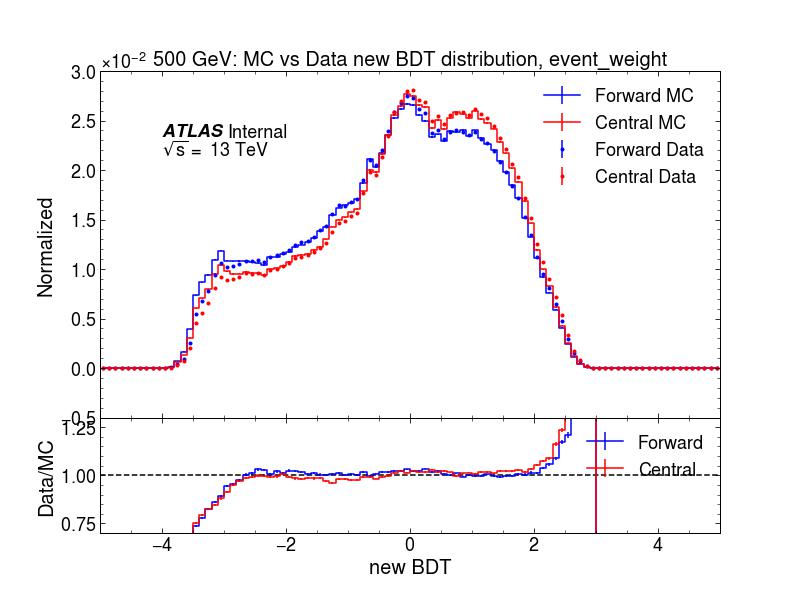 ×10⁻² 500 GeV: MC vs Data new BDT distribution, event_weight
3.0
2.5
2.0
1.5
1.0
0.5
0.0
−0.5
Normalized
ATLAS Internal
√s = 13 TeV
Forward MC
Central MC
Forward Data
Central Data
1.25
1.00
0.75
Data/MC
Forward
Central
−4 −2 0 2 4
new BDT